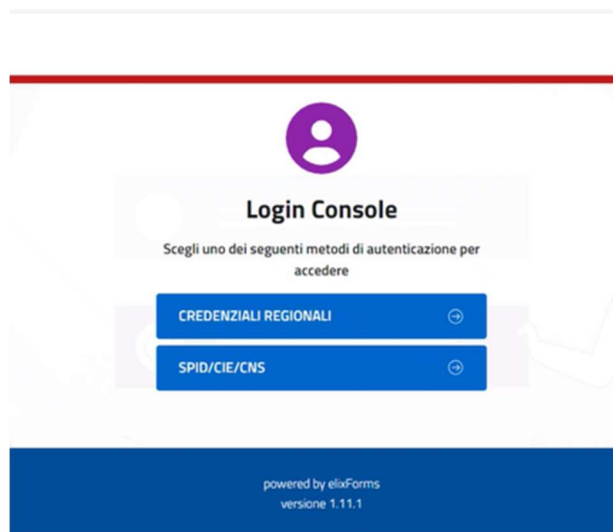 Login Console
Scegli uno dei seguenti metodi di autenticazione per
accedere
CREDENZIALI REGIONALI
SPID/CIE/CNS
powered by elixForms
versione 1.11.1